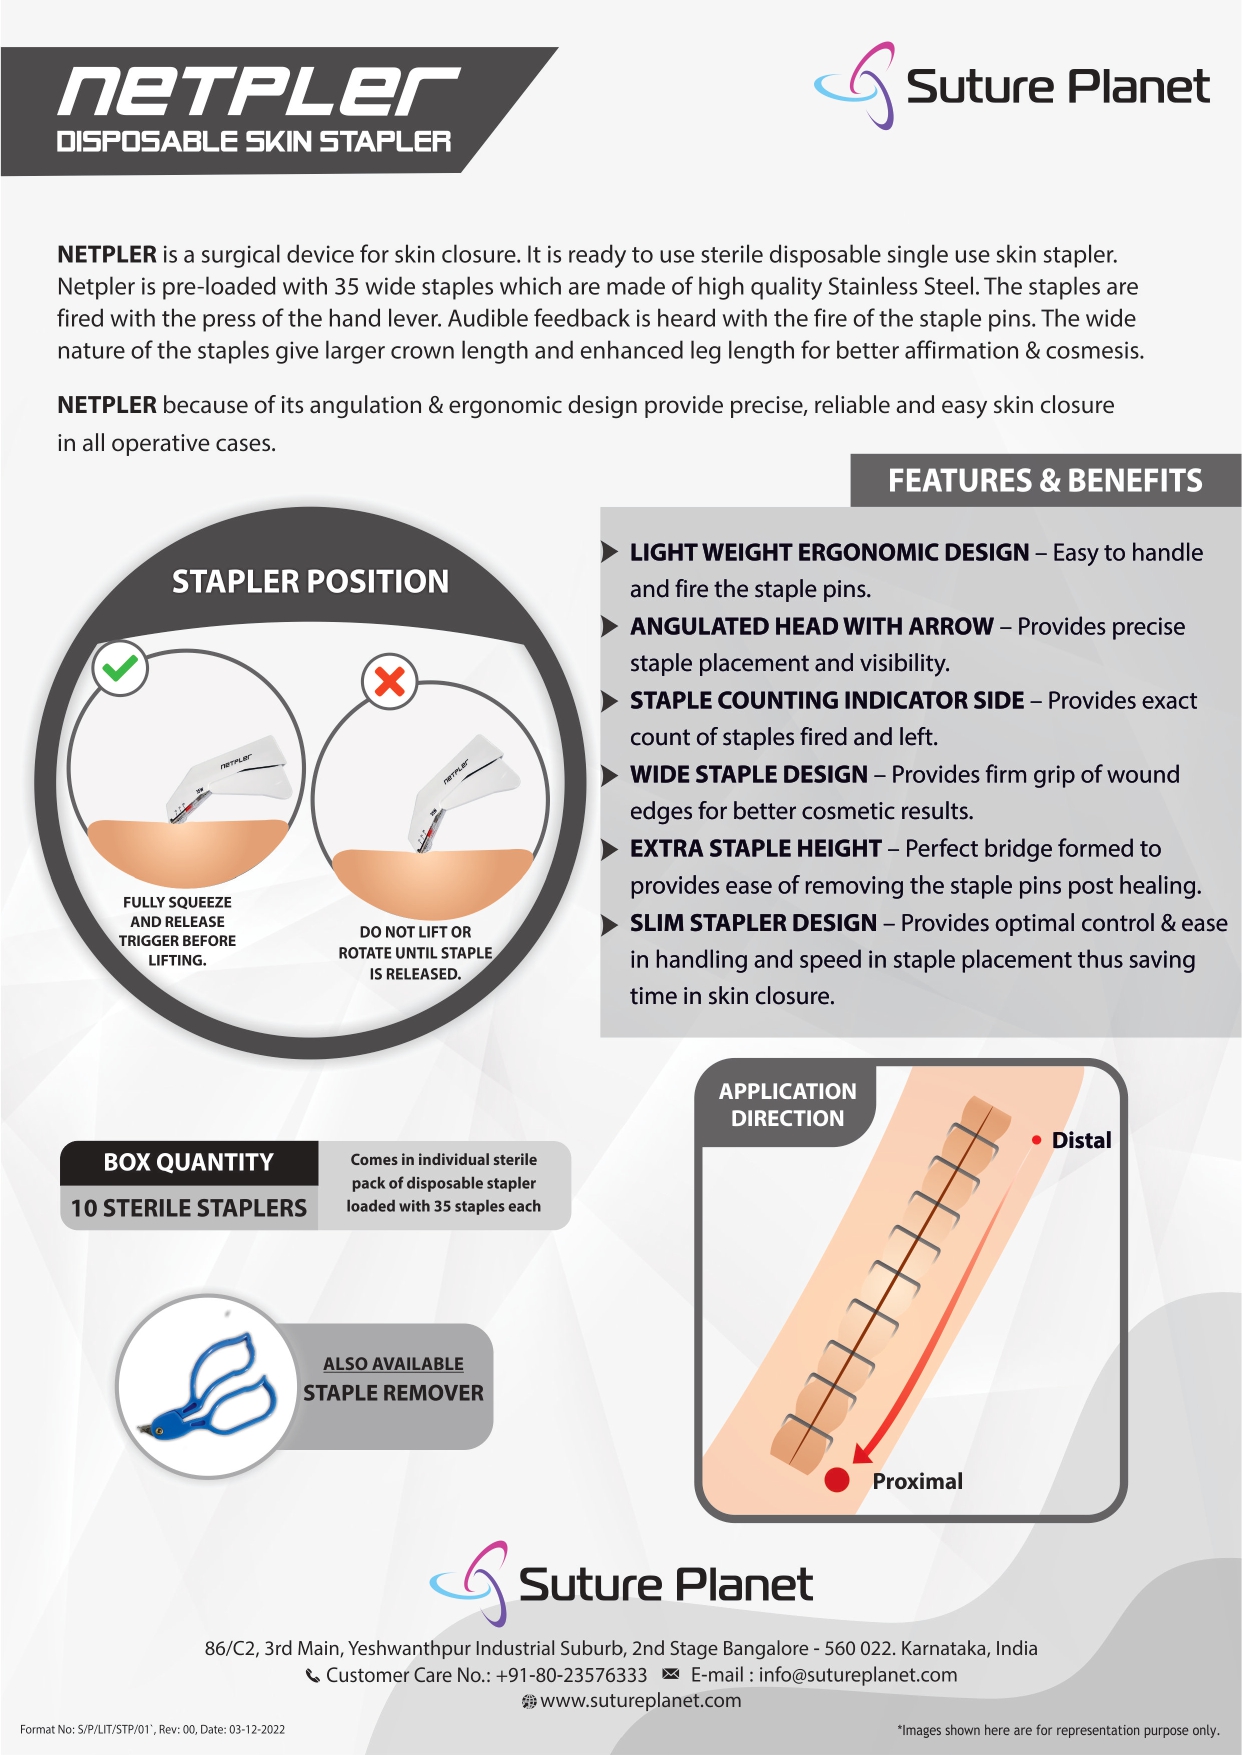 NETPLER
DISPOSABLE SKIN STAPLER
Suture Planet
NETPLER is a surgical device for skin closure. It is ready to use sterile disposable single use skin stapler.
Netpler is pre-loaded with 35 wide staples which are made of high quality Stainless Steel. The staples are
fired with the press of the hand lever. Audible feedback is heard with the fire of the staple pins. The wide
nature of the staples give larger crown length and enhanced leg length for better affirmation & cosmesis.
NETPLER because of its angulation & ergonomic design provide precise, reliable and easy skin closure
in all operative cases.
FEATURES & BENEFITS
LIGHT WEIGHT ERGONOMIC DESIGN – Easy to handle
and fire the staple pins.
ANGULATED HEAD WITH ARROW – Provides precise
staple placement and visibility.
STAPLE COUNTING INDICATOR SIDE – Provides exact
count of staples fired and left.
WIDE STAPLE DESIGN – Provides firm grip of wound
edges for better cosmetic results.
EXTRA STAPLE HEIGHT – Perfect bridge formed to
provides ease of removing the staple pins post healing.
SLIM STAPLER DESIGN – Provides optimal control & ease
in handling and speed in staple placement thus saving
time in skin closure.
STAPLER POSITION
NETPLER
NETPLER
FULLY SQUEEZE
AND RELEASE
TRIGGER BEFORE
LIFTING.
DO NOT LIFT OR
ROTATE UNTIL STAPLE
IS RELEASED.
APPLICATION
DIRECTION
Distal
Proximal
BOX QUANTITY
10 STERILE STAPLERS
Comes in individual sterile
pack of disposable stapler
loaded with 35 staples each
ALSO AVAILABLE
STAPLE REMOVER
Suture Planet
86/C2, 3rd Main, Yeshwanthpur Industrial Suburb, 2nd Stage Bangalore - 560 022. Karnataka, India
Customer Care No.: +91-80-23576333 E-mail : info@sutureplanet.com
www.sutureplanet.com
Format No: S/P/LIT/STP/01`, Rev: 00, Date: 03-12-2022
*Images shown here are for representation purpose only.